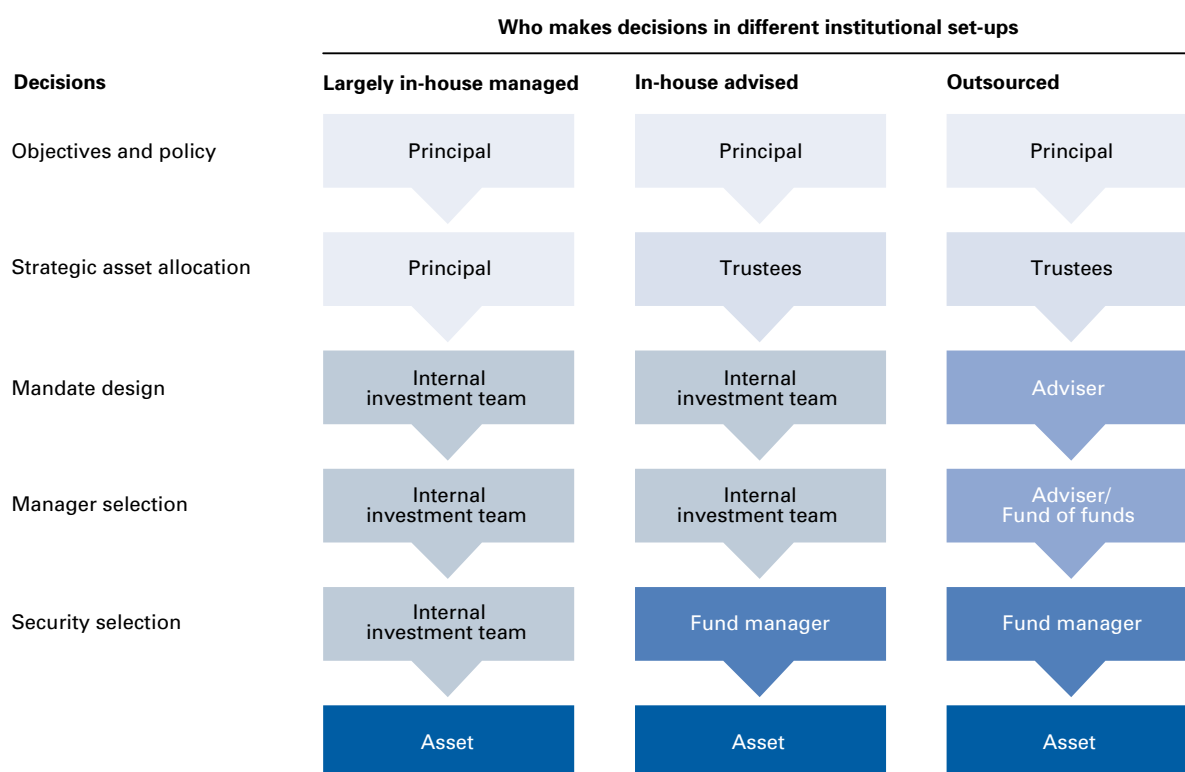 Who makes decisions in different institutional set-ups
Decisions
Largely in-house managed
In-house advised
Outsourced
Objectives and policy
Principal
Principal
Principal
Strategic asset allocation
Principal
Trustees
Trustees
Mandate design
Internal
investment team
Internal
investment team
Adviser
Manager selection
Internal
investment team
Internal
investment team
Adviser/
Fund of funds
Security selection
Internal
investment team
Fund manager
Fund manager
Asset
Asset
Asset